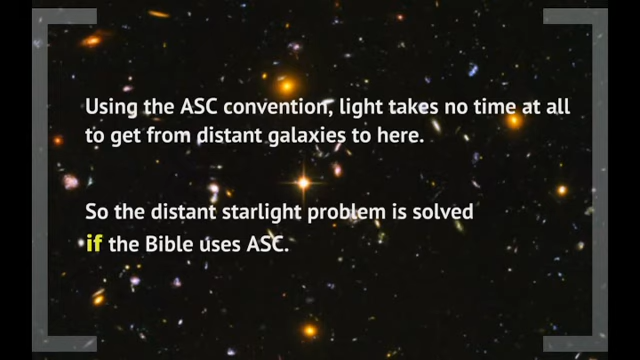 Using the ASC convention, light takes no time at all
to get from distant galaxies to here.
So the distant starlight problem is solved
if the Bible uses ASC.